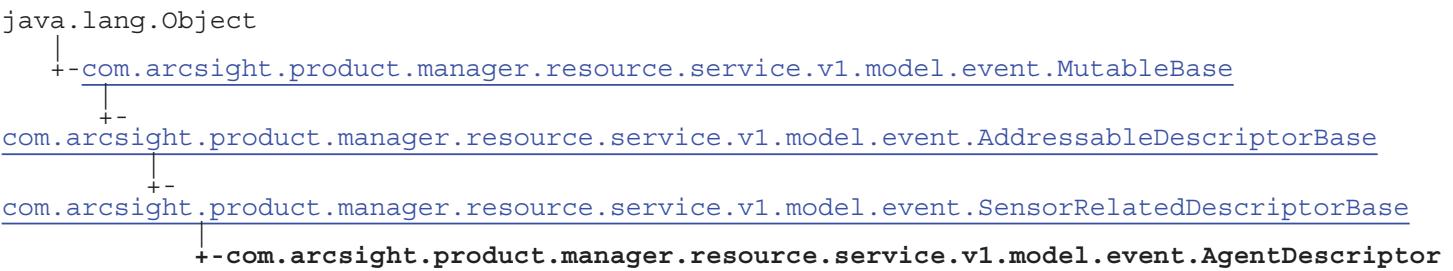 java.lang.Object
|
+-com.arcsight.product.manager.resource.service.v1.model.event.MutableBase
|
+-
com.arcsight.product.manager.resource.service.v1.model.event.AddressableDescriptorBase
|
+-
com.arcsight.product.manager.resource.service.v1.model.event.SensorRelatedDescriptorBase
|
+-com.arcsight.product.manager.resource.service.v1.model.event.AgentDescriptor